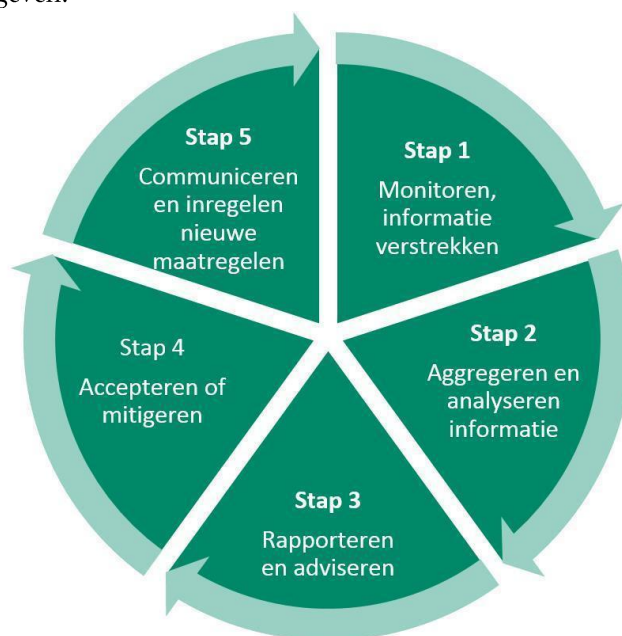 geven.
Stap 1
Monitoren,
informatie
verstrekken
Stap 2
Aggregeren en
analyseren
informatie
Stap 3
Rapporteren
en adviseren
Stap 4
Accepteren of
mitigeren
Stap 5
Communiceren
en inregelen
nieuwe
maatregelen